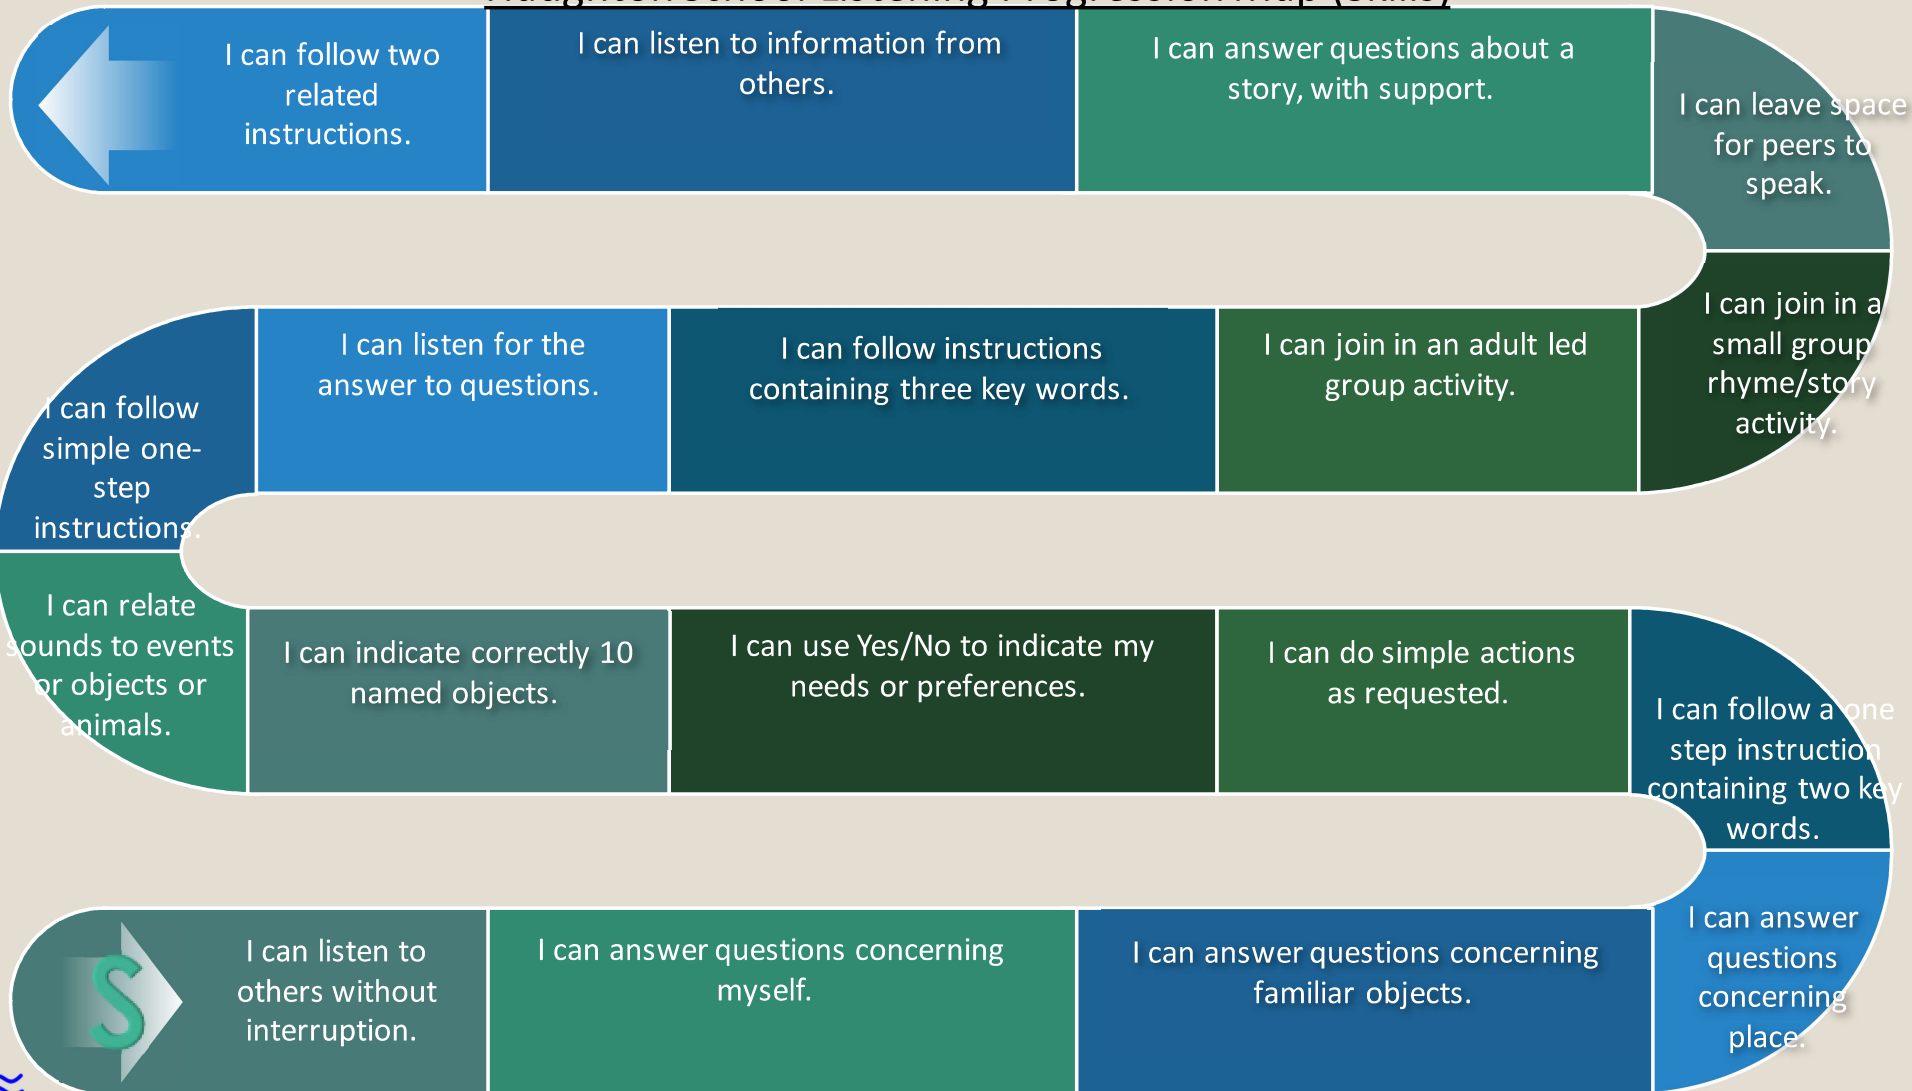 Haughton School Listening Progression Map (Skills)
I can follow two
related
instructions.
I can listen to information from
others.
I can answer questions about a
story, with support.
I can leave space
for peers to
speak.
I can join in a
small group
rhyme/story
activity.
I can join in an adult led
group activity.
I can follow instructions
containing three key words.
I can listen for the
answer to questions.
I can follow
simple one-
step
instructions.
I can relate
sounds to events
or objects or
animals.
I can indicate correctly 10
named objects.
I can use Yes/No to indicate my
needs or preferences.
I can do simple actions
as requested.
I can follow a one
step instruction
containing two key
words.
I can answer
questions
concerning
place.
I can answer questions concerning
familiar objects.
I can answer questions concerning
myself.
I can listen to
others without
interruption.
S